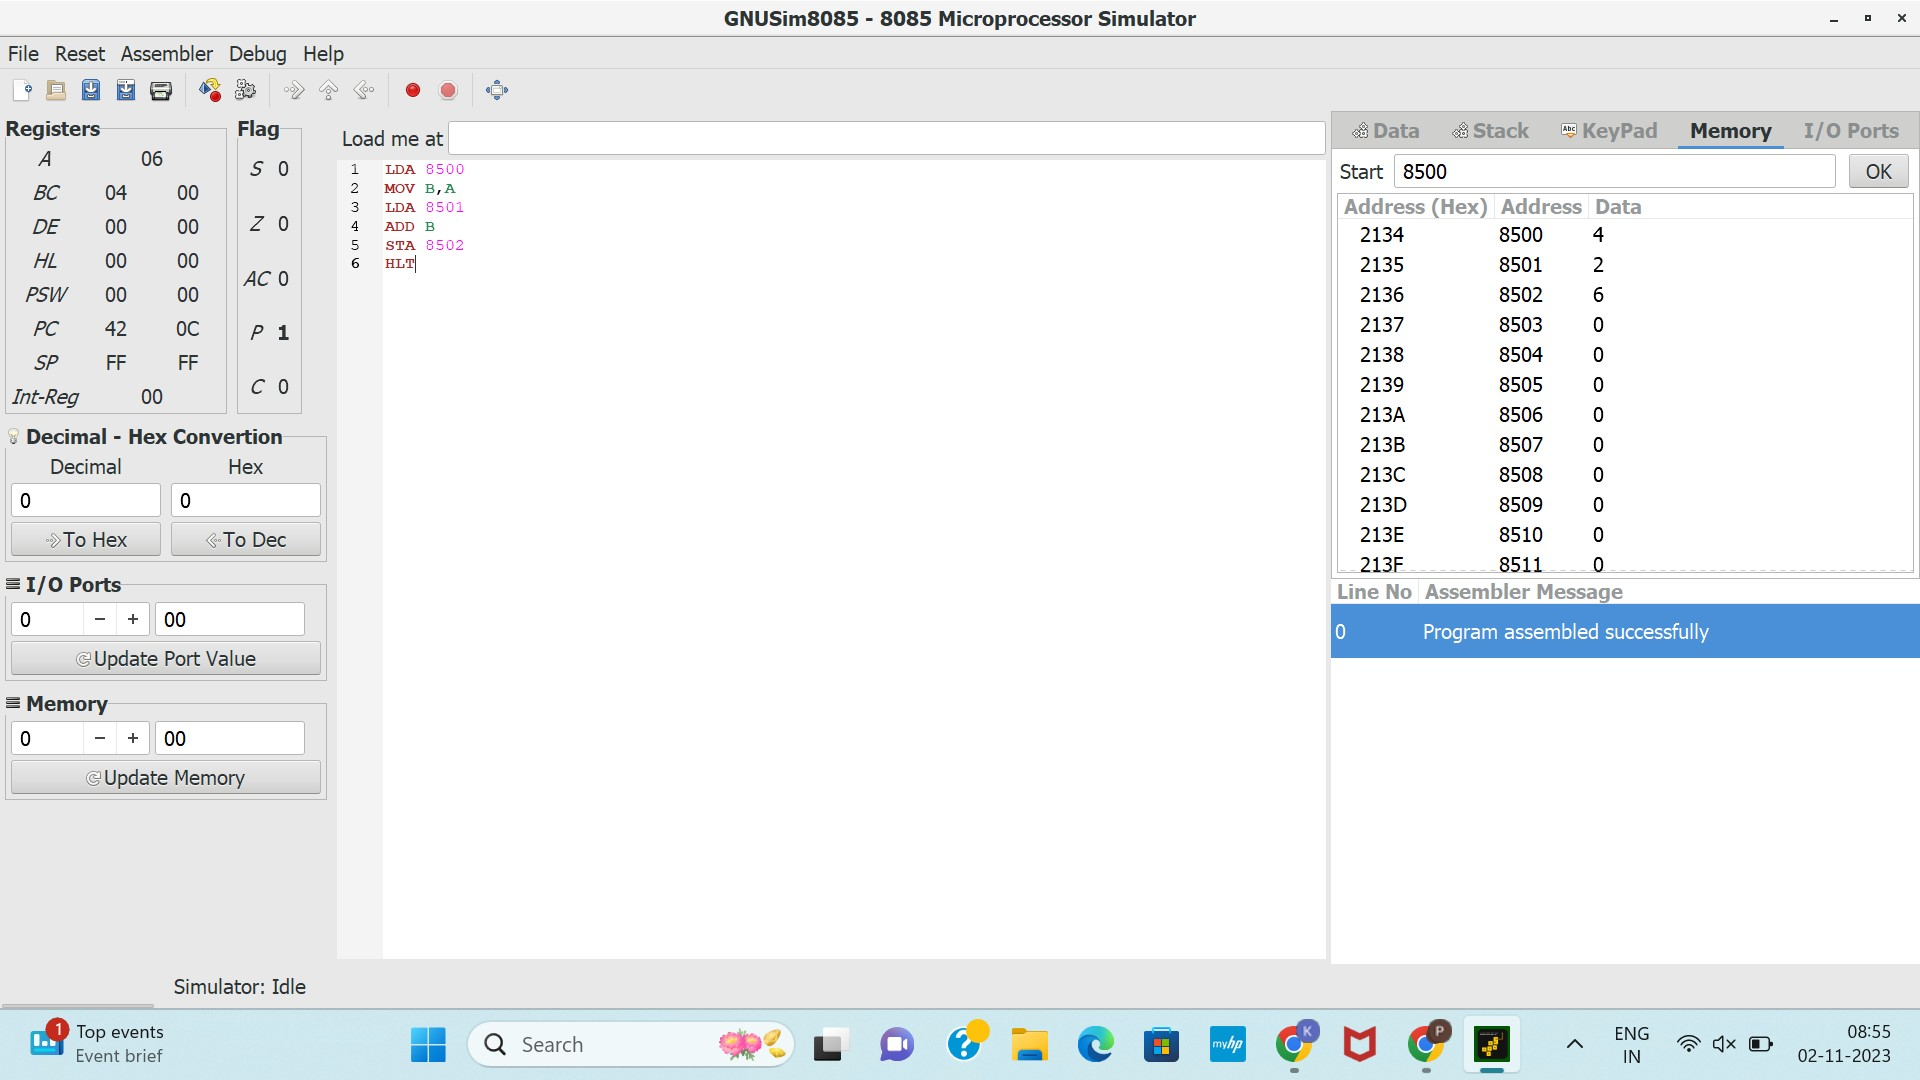 GNUSim8085 - 8085 Microprocessor Simulator
File Reset Assembler Debug Help
Registers
A 06
BC 04 00
DE 00 00
HL 00 00
PSW 00 00
PC 42 0C
SP FF FF
Int-Reg 00
Flag
S 0
Z 0
AC 0
P 1
C 0
Decimal - Hex Convertion
Decimal Hex
0 0
To Hex To Dec
I/O Ports
0 − + 00
Update Port Value
Memory
0 − + 00
Update Memory
Load me at
1 LDA 8500
2 MOV B,A
3 LDA 8501
4 ADD B
5 STA 8502
6 HLT
Data Stack Abc KeyPad Memory I/O Ports
Start 8500 OK
Address (Hex) Address Data
2134 8500 4
2135 8501 2
2136 8502 6
2137 8503 0
2138 8504 0
2139 8505 0
213A 8506 0
213B 8507 0
213C 8508 0
213D 8509 0
213E 8510 0
213F 8511 0
Line No Assembler Message
0 Program assembled successfully
Simulator: Idle
1 Top events
Event brief
Search
?
myhp
K
P
ENG
IN
08:55
02-11-2023